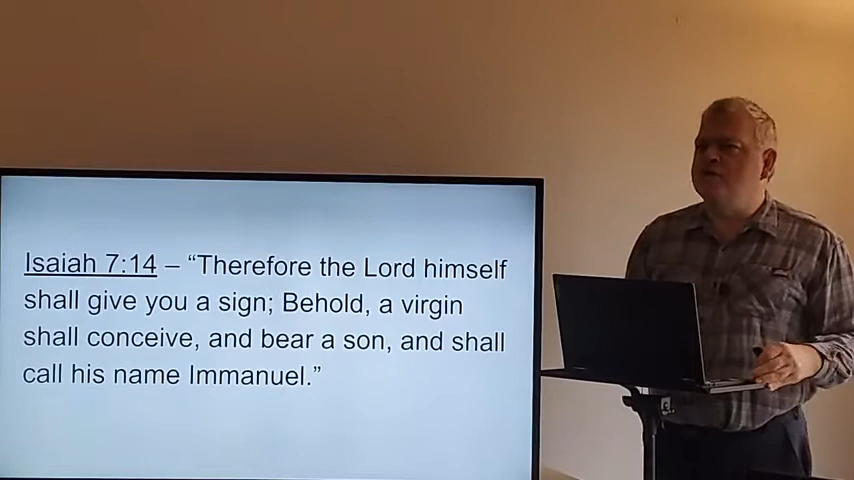 Isaiah 7:14 – “Therefore the Lord himself
shall give you a sign; Behold, a virgin
shall conceive, and bear a son, and shall
call his name Immanuel.”